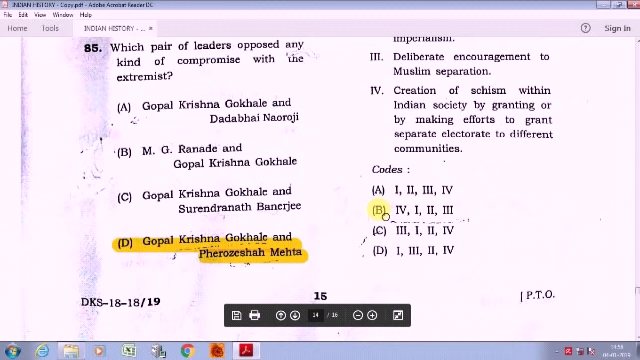 INDIAN HISTORY - Copy.pdf - Adobe Acrobat Reader DC
File Edit View Window Help
Home Tools INDIAN HISTORY - Co... × Sign In
85. Which pair of leaders opposed any
kind of compromise with the
extremist?
(A) Gopal Krishna Gokhale and
Dadabhai Naoroji
(B) M. G. Ranade and
Gopal Krishna Gokhale
(C) Gopal Krishna Gokhale and
Surendranath Banerjee
(D) Gopal Krishna Gokhale and
Pherozeshah Mehta
DKS-18-18/19
imperialism.
III. Deliberate encouragement to
Muslim separation.
IV. Creation of schism within
Indian society by granting or
by making efforts to grant
separate electorate to different
communities.
Codes :
(A) I, II, III, IV
(B) IV, I, II, III
(C) III, I, II, IV
(D) I, III, II, IV
15
[ P.T.O.
14 / 16